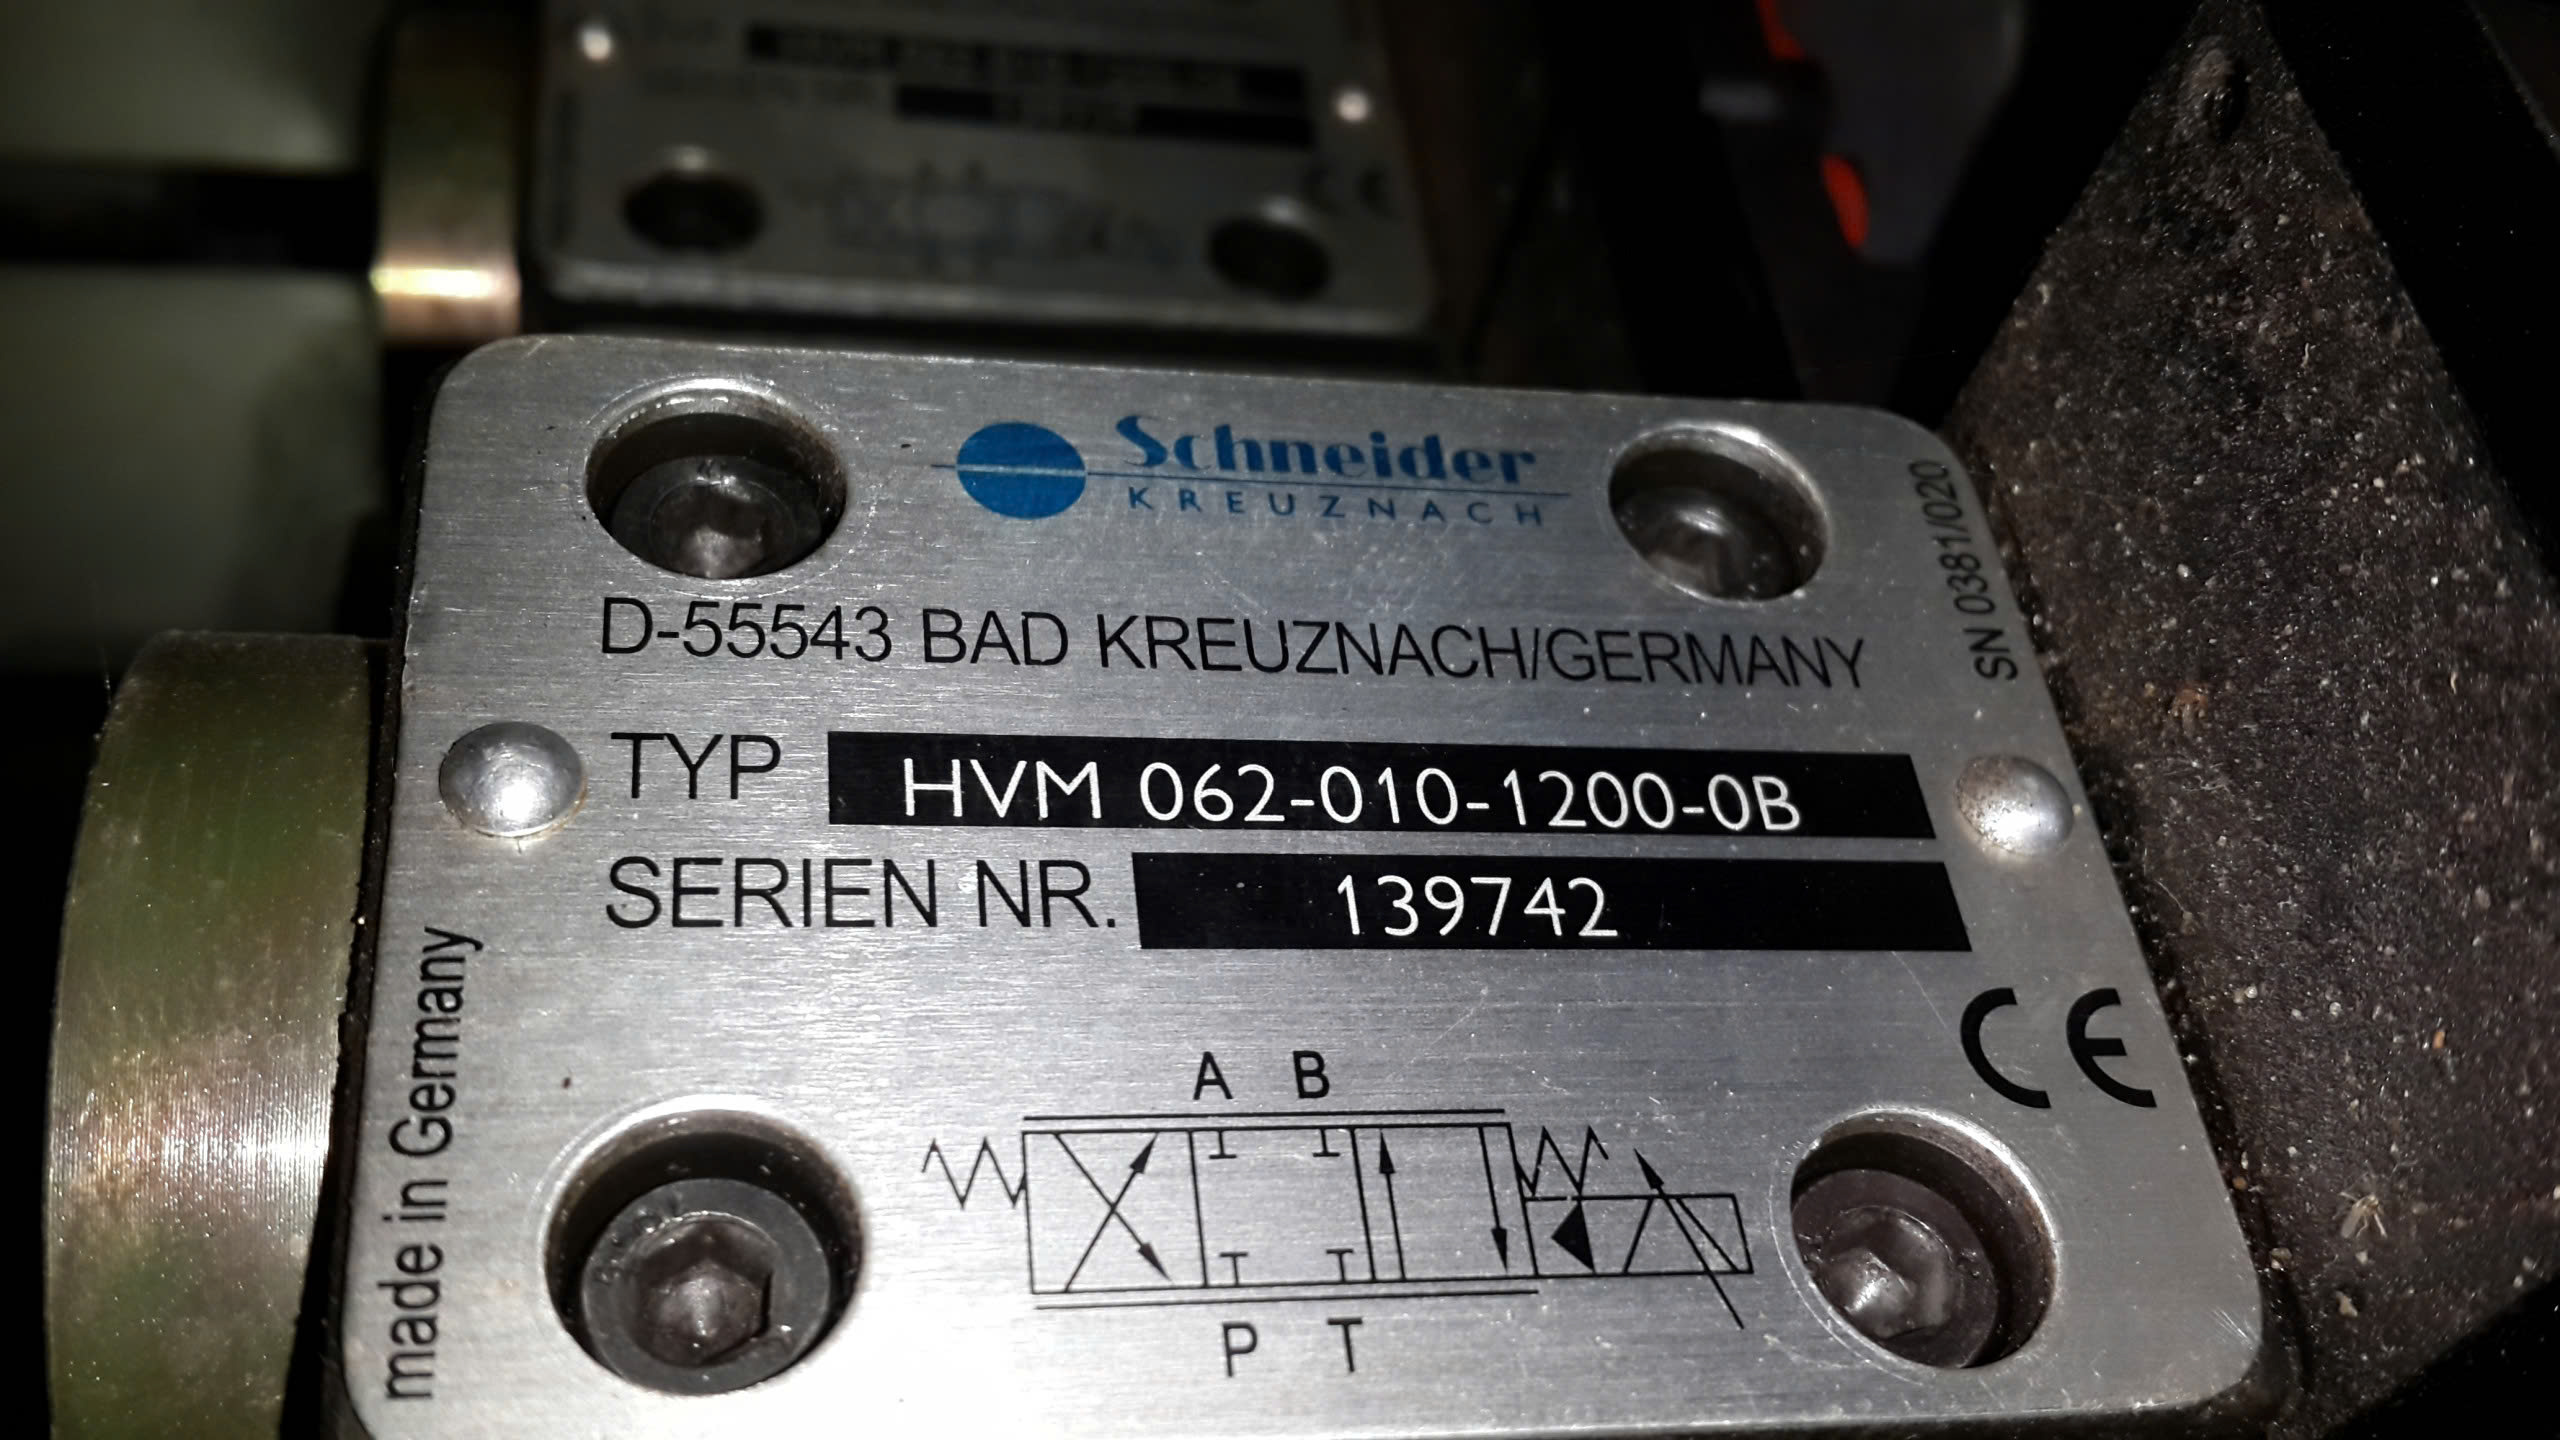 Schneider
KREUZNACH
D-55543 BAD KREUZNACH/GERMANY
SN 0381/020
TYP HVM 062-010-1200-0B
SERIEN NR. 139742
made in Germany
CE
A B
P T